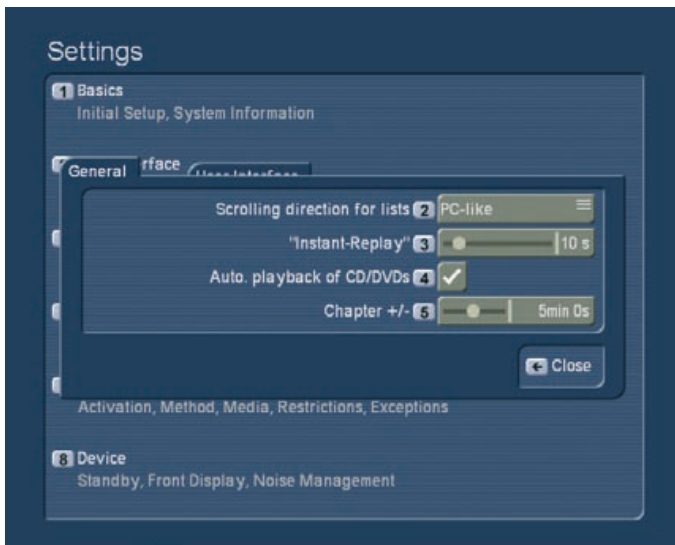 Settings
1 Basics
Initial Setup, System Information
rface
General
Scrolling direction for lists 2 PC-like
"Instant-Replay" 3 10 s
Auto. playback of CD/DVDs 4
Chapter +/- 5 5min 0s
Close
Activation, Method, Media, Restrictions, Exceptions
8 Device
Standby, Front Display, Noise Management